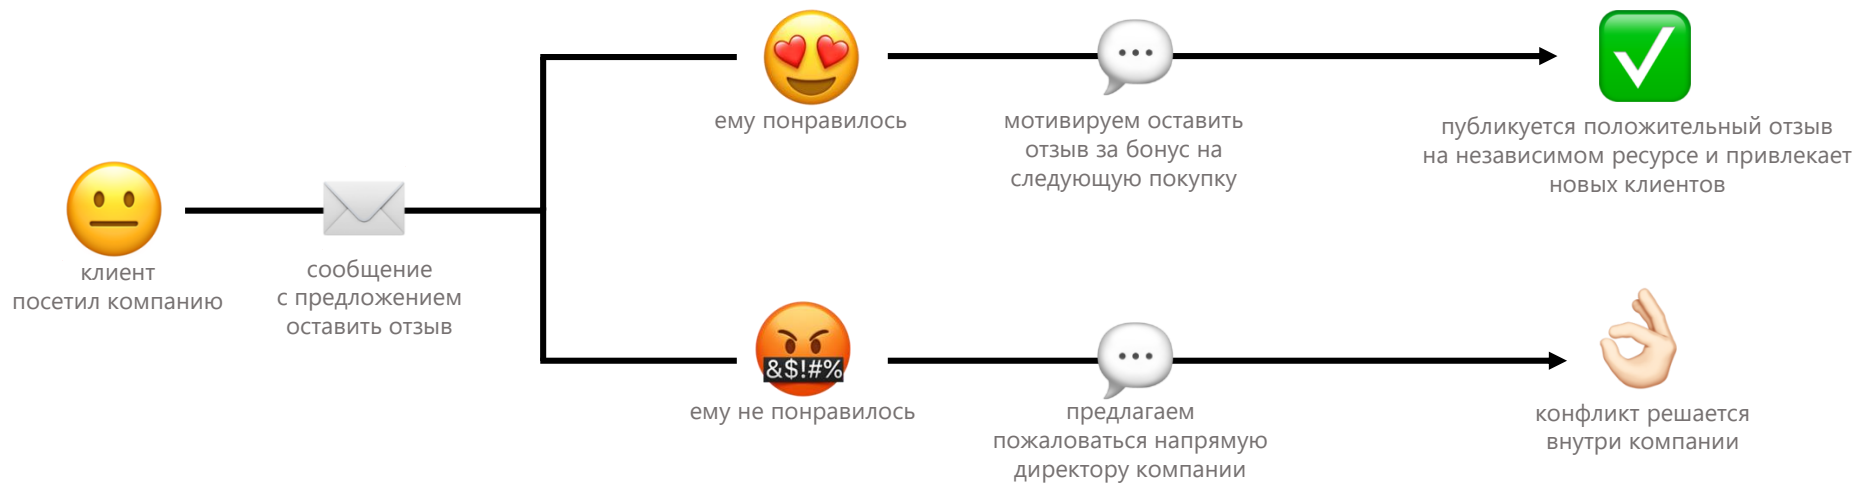 ему понравилось
мотивируем оставить
отзыв за бонус на
следующую покупку
публикуется положительный отзыв
на независимом ресурсе и привлекает
новых клиентов
клиент
посетил компанию
сообщение
с предложением
оставить отзыв
&$!#%
ему не понравилось
предлагаем
пожаловаться напрямую
директору компании
конфликт решается
внутри компании